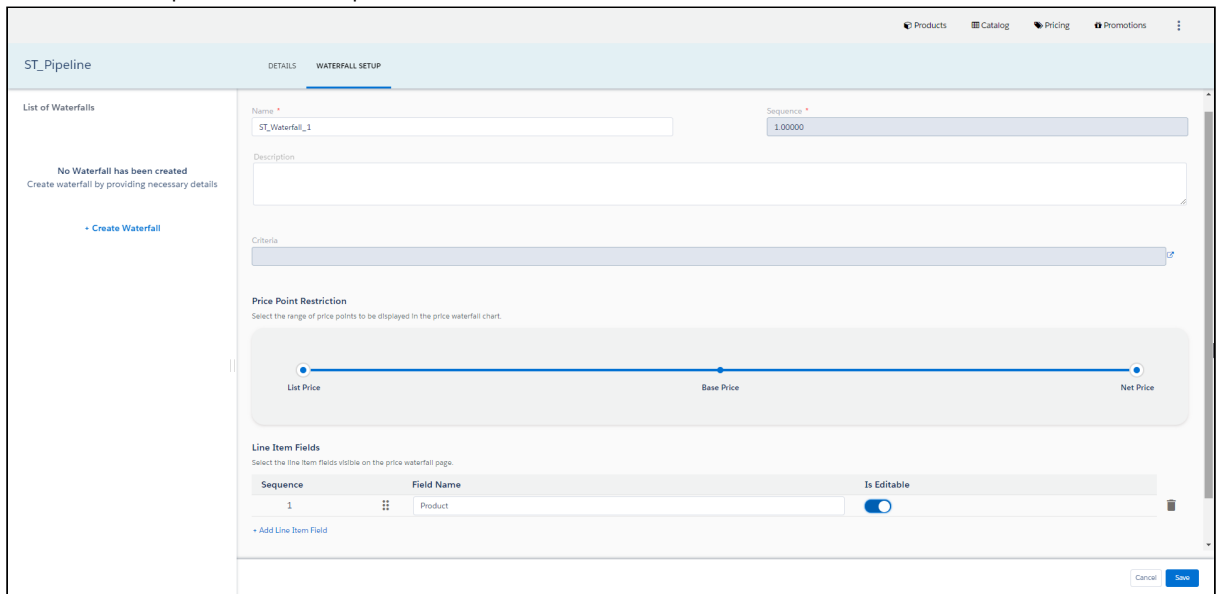 Products Catalog Pricing Promotions
ST_Pipeline DETAILS WATERFALL SETUP
List of Waterfalls
No Waterfall has been created
Create waterfall by providing necessary details
+ Create Waterfall
Name * Sequence *
ST_Waterfall_1 1.00000
Description
Criteria
Price Point Restriction
Select the range of price points to be displayed in the price waterfall chart.
List Price Base Price Net Price
Line Item Fields
Select the line item fields visible on the price waterfall page.
Sequence Field Name Is Editable
1 Product
+ Add Line Item Field
Cancel Save